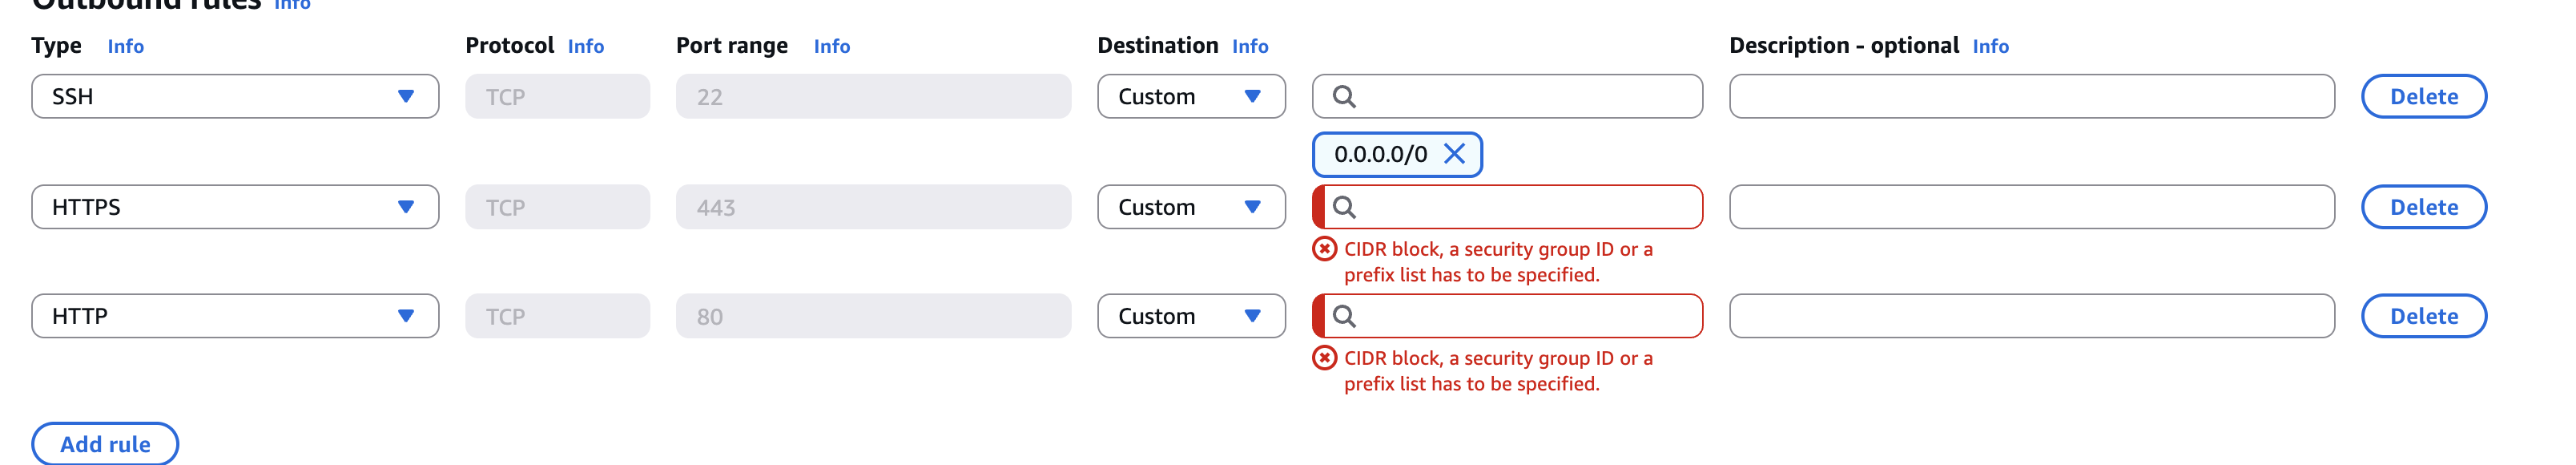 Outbound rules Info
Type Info Protocol Info Port range Info Destination Info Description - optional Info
SSH TCP 22 Custom Delete
0.0.0.0/0
HTTPS TCP 443 Custom Delete
CIDR block, a security group ID or a
prefix list has to be specified.
HTTP TCP 80 Custom Delete
CIDR block, a security group ID or a
prefix list has to be specified.
Add rule